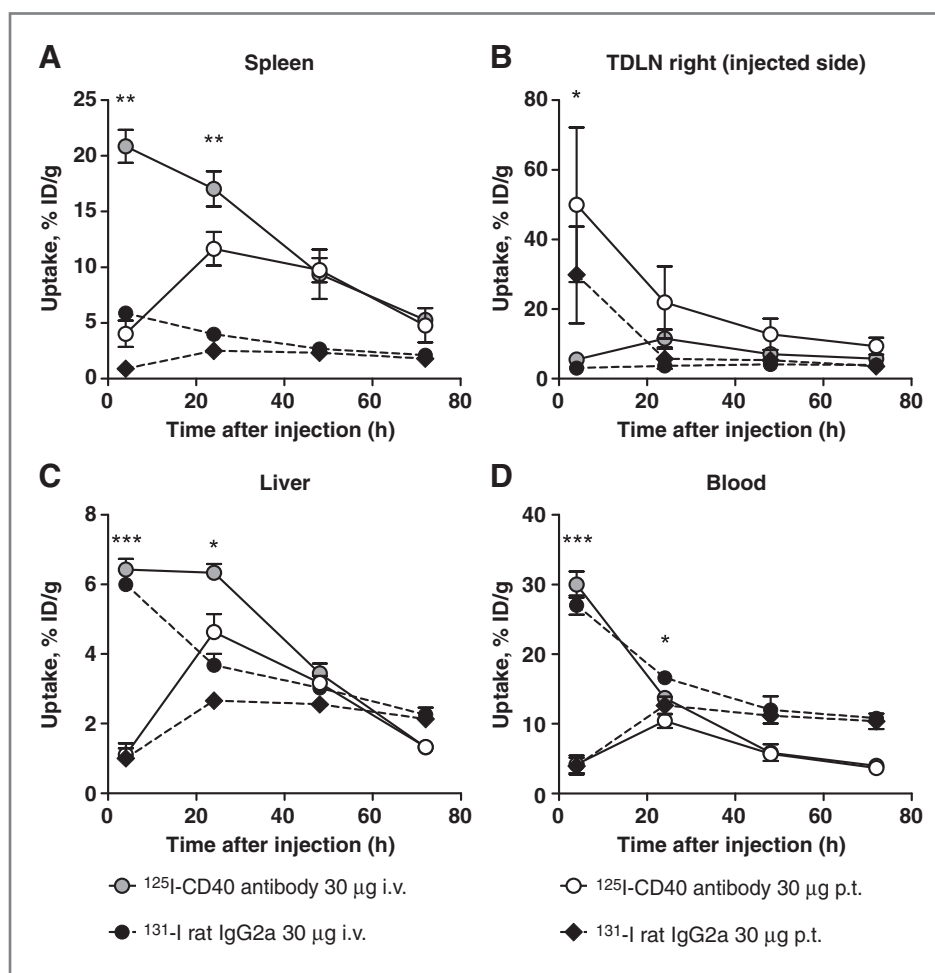 A
Spleen
**
**
25
20
15
10
5
0
Uptake, % ID/g
0 20 40 60 80
Time after injection (h)
B
TDLN right (injected side)
*
80
60
40
20
0
Uptake, % ID/g
0 20 40 60 80
Time after injection (h)
C
Liver
***
*
8
6
4
2
0
Uptake, % ID/g
0 20 40 60 80
Time after injection (h)
D
Blood
***
*
40
30
20
10
0
Uptake, % ID/g
0 20 40 60 80
Time after injection (h)
¹²⁵I-CD40 antibody 30 μg i.v.
¹³¹-I rat IgG2a 30 μg i.v.
¹²⁵I-CD40 antibody 30 μg p.t.
¹³¹-I rat IgG2a 30 μg p.t.